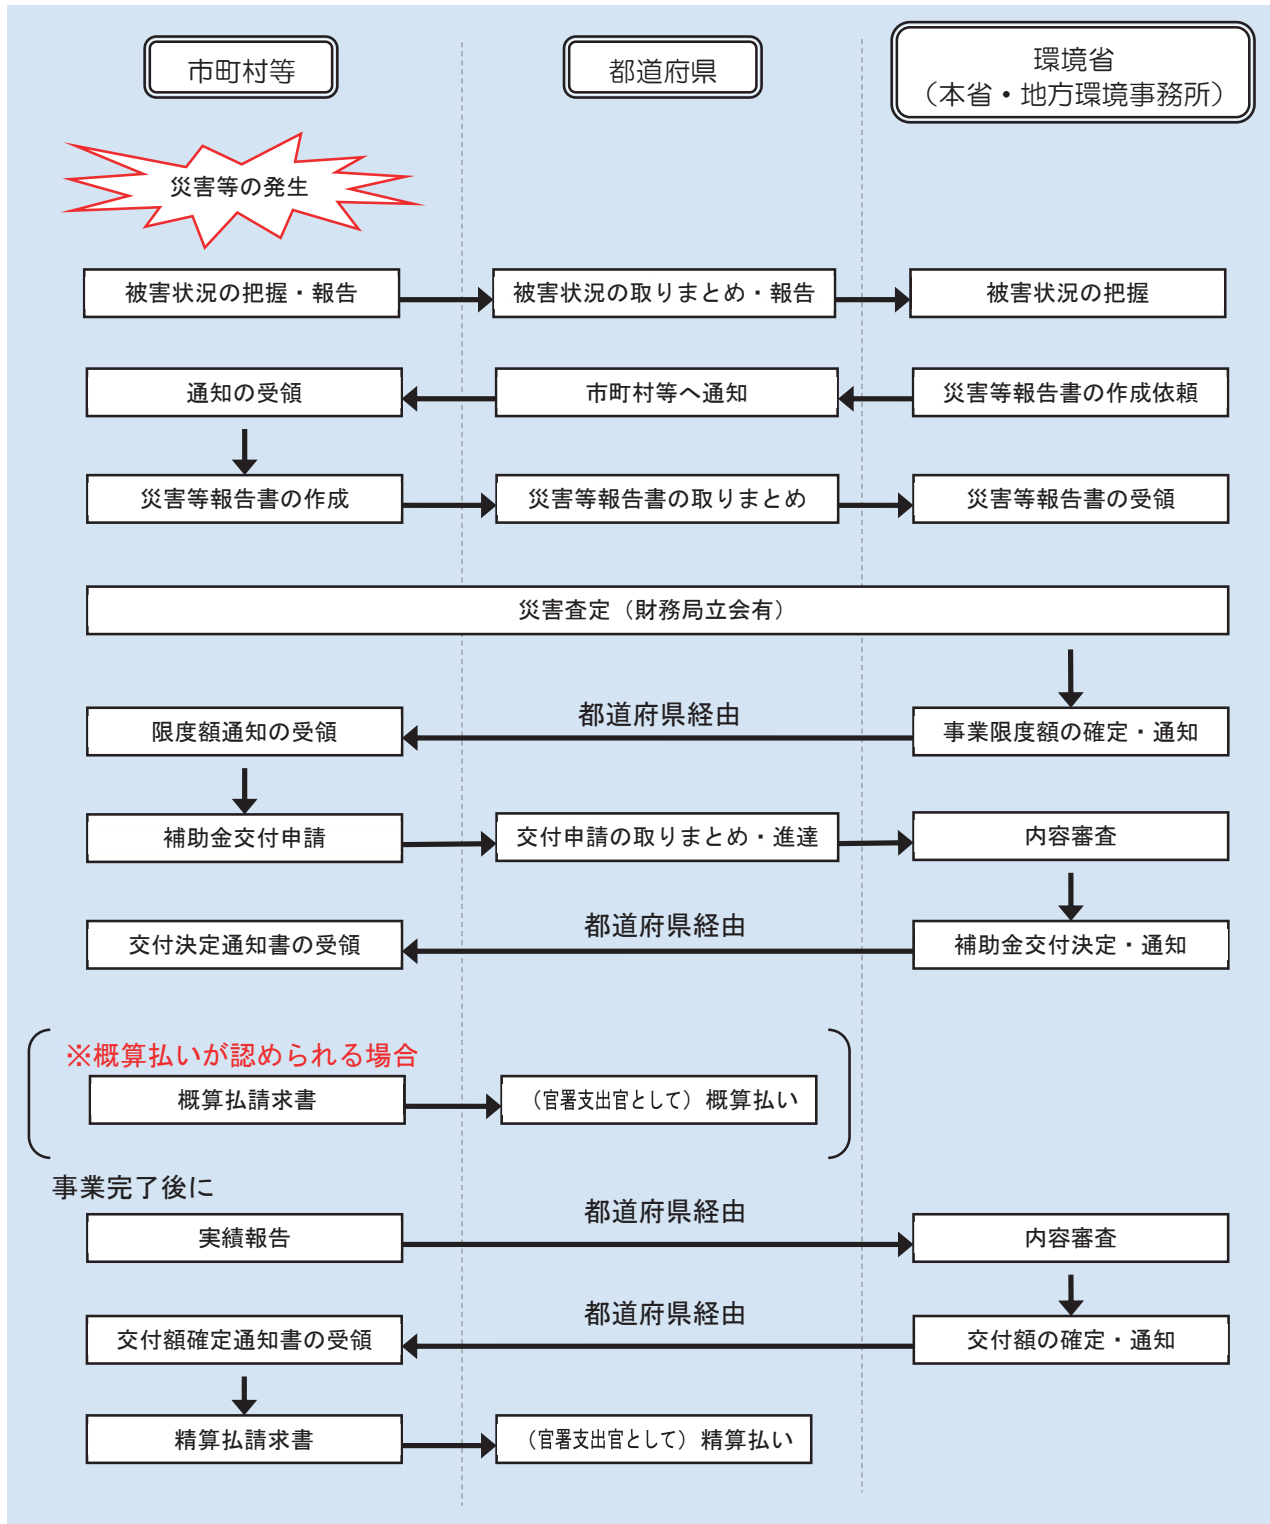 市町村等
都道府県
環境省
（本省・地方環境事務所）
災害等の発生
被害状況の把握・報告
被害状況の取りまとめ・報告
被害状況の把握
通知の受領
市町村等へ通知
災害等報告書の作成依頼
災害等報告書の作成
災害等報告書の取りまとめ
災害等報告書の受領
災害査定（財務局立会有）
限度額通知の受領
都道府県経由
事業限度額の確定・通知
補助金交付申請
交付申請の取りまとめ・進達
内容審査
交付決定通知書の受領
都道府県経由
補助金交付決定・通知
※概算払いが認められる場合
概算払請求書
（官署支出官として）概算払い
事業完了後に
実績報告
都道府県経由
内容審査
交付額確定通知書の受領
都道府県経由
交付額の確定・通知
精算払請求書
（官署支出官として）精算払い